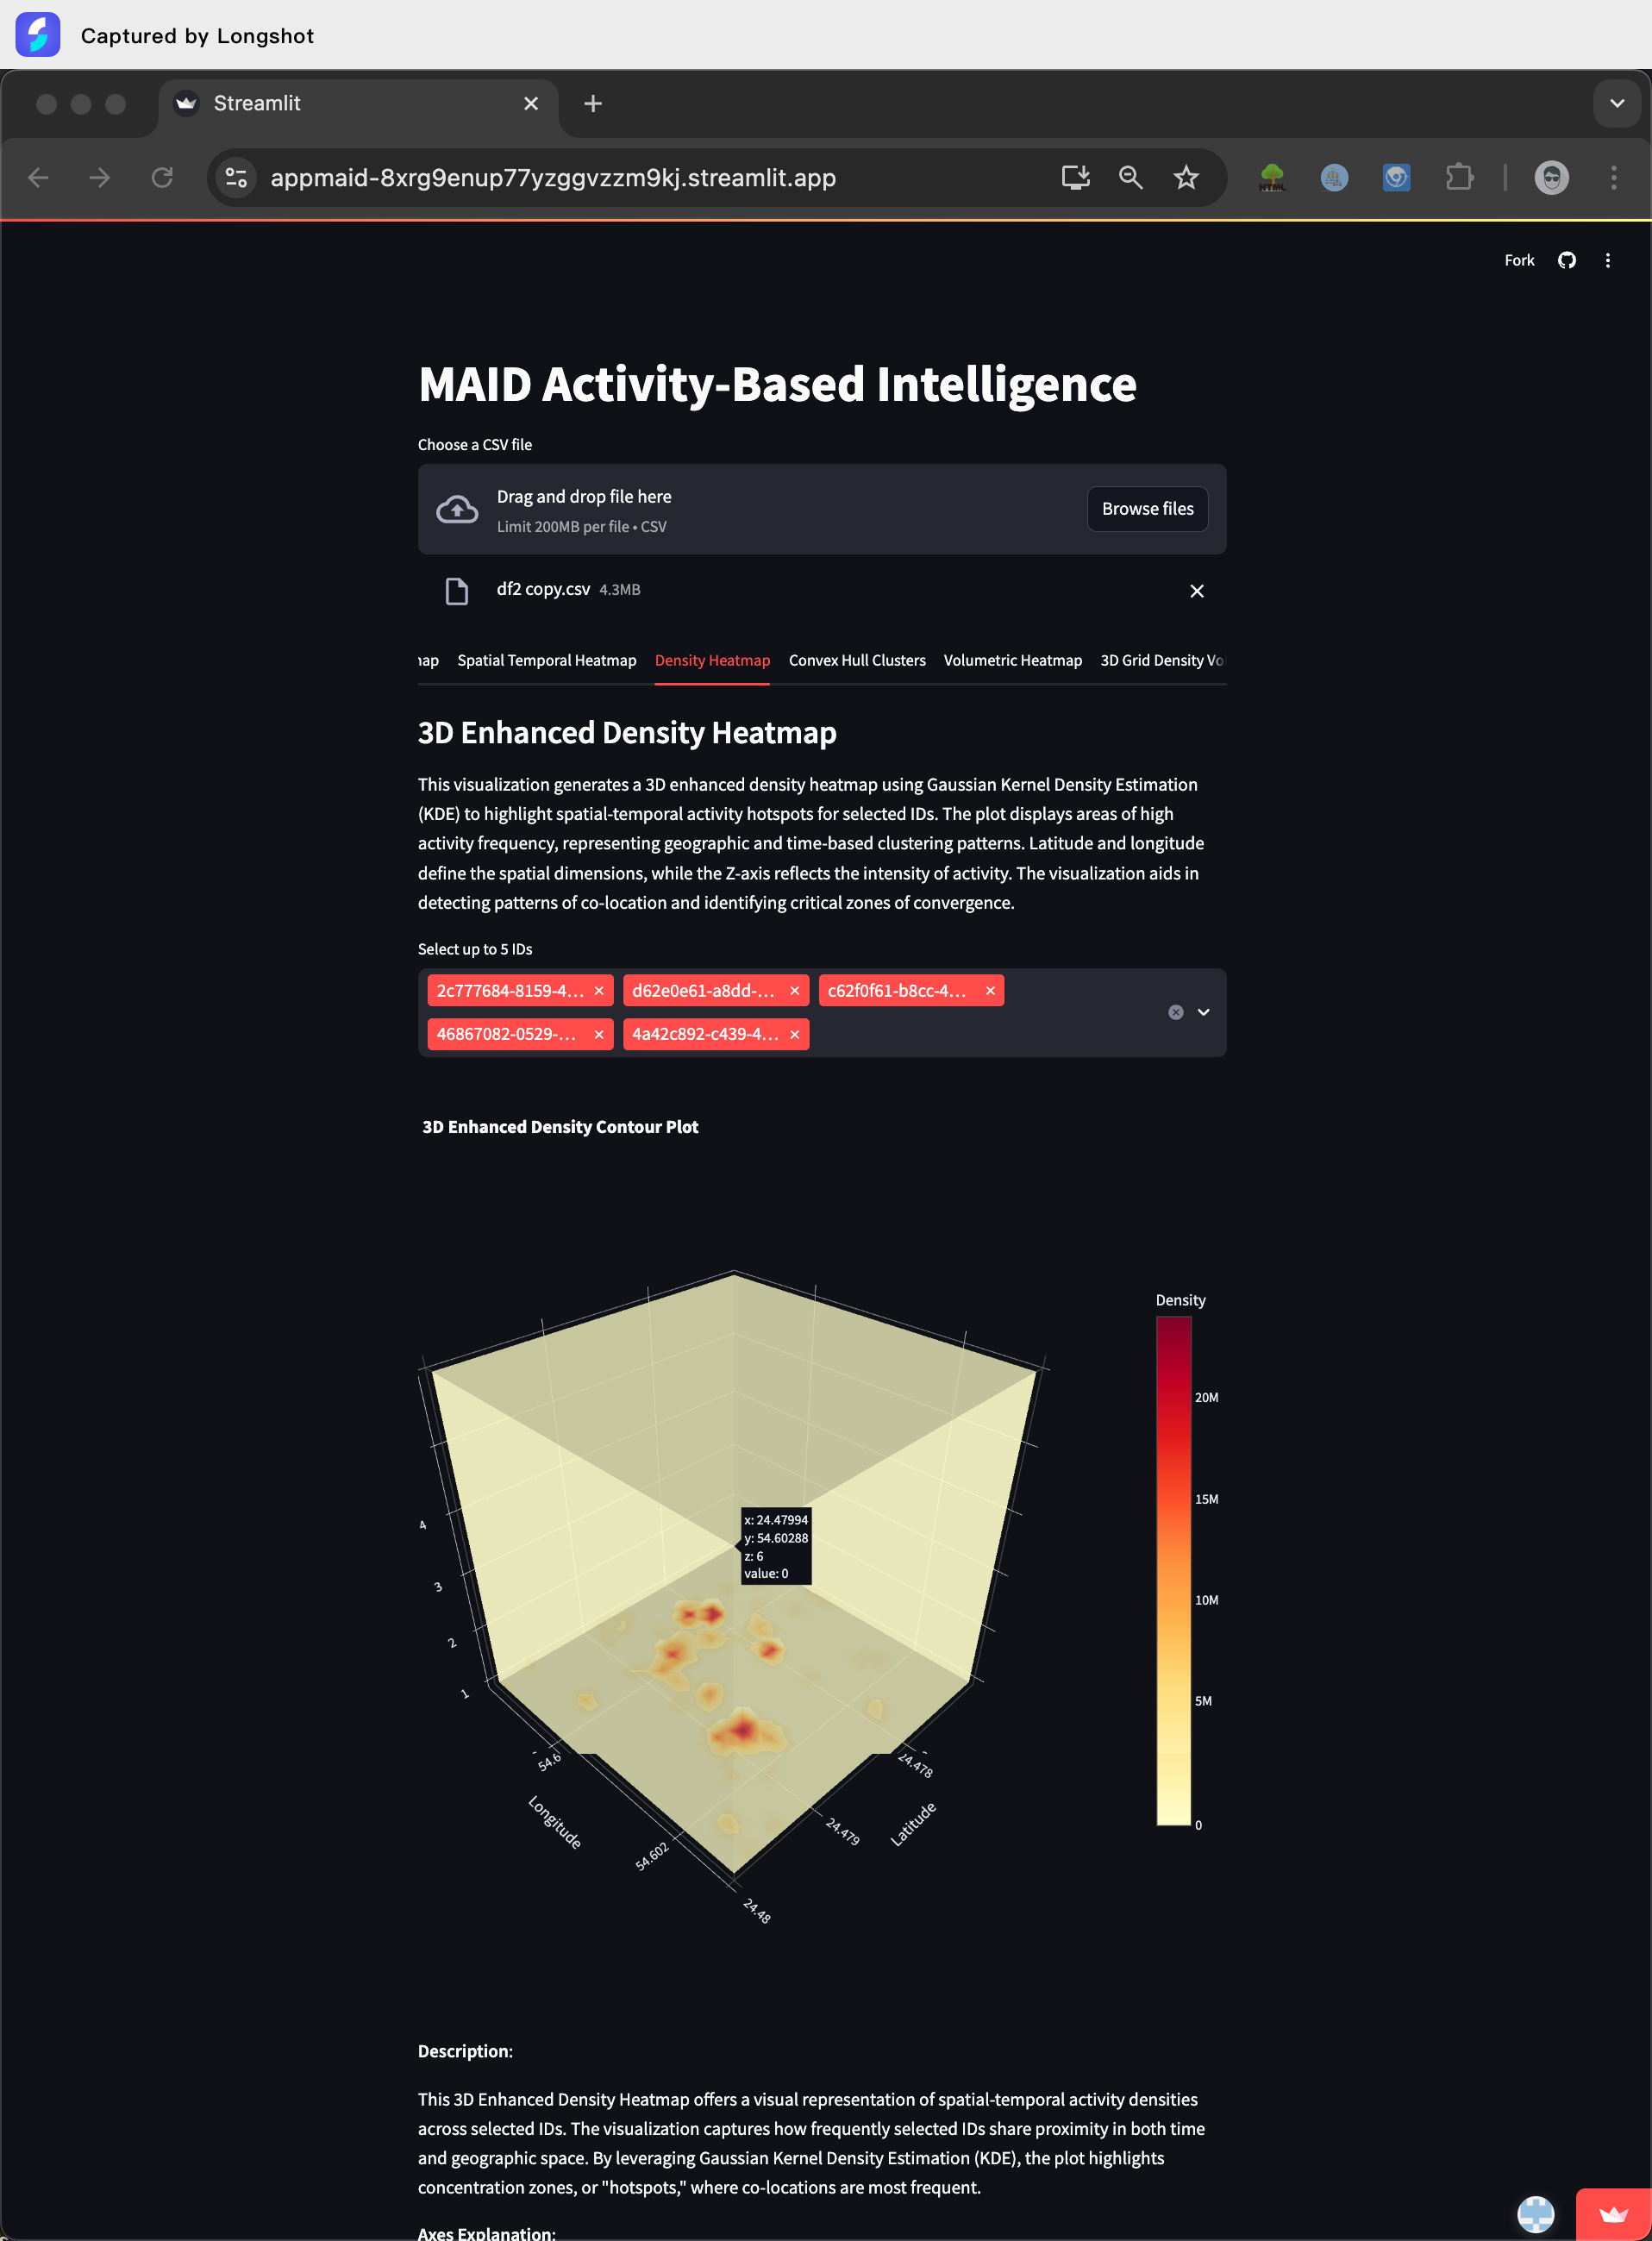 Captured by Longshot
Streamlit
appmaid-8xrg9enup77yzggvzzm9kj.streamlit.app
HTML
Fork
MAID Activity-Based Intelligence
Choose a CSV file
Drag and drop file here
Limit 200MB per file • CSV
Browse files
df2 copy.csv 4.3MB
Spatial Temporal Heatmap Density Heatmap Convex Hull Clusters Volumetric Heatmap 3D Grid Density
3D Enhanced Density Heatmap
This visualization generates a 3D enhanced density heatmap using Gaussian Kernel Density Estimation
(KDE) to highlight spatial-temporal activity hotspots for selected IDs. The plot displays areas of high
activity frequency, representing geographic and time-based clustering patterns. Latitude and longitude
define the spatial dimensions, while the Z-axis reflects the intensity of activity. The visualization aids in
detecting patterns of co-location and identifying critical zones of convergence.
Select up to 5 IDs
2c777684-8159-4... d62e0e61-a8dd-... c62f0f61-b8cc-4...
46867082-0529-... 4a42c892-c439-4...
3D Enhanced Density Contour Plot
Density
20M
15M
10M
5M
0
x: 24.47994
y: 54.60288
z: 6
value: 0
4
3
2
1
54.6
54.602
Longitude
24.478
24.479
24.48
Latitude
Description:
This 3D Enhanced Density Heatmap offers a visual representation of spatial-temporal activity densities
across selected IDs. The visualization captures how frequently selected IDs share proximity in both time
and geographic space. By leveraging Gaussian Kernel Density Estimation (KDE), the plot highlights
concentration zones, or "hotspots," where co-locations are most frequent.
Axes Explanation: